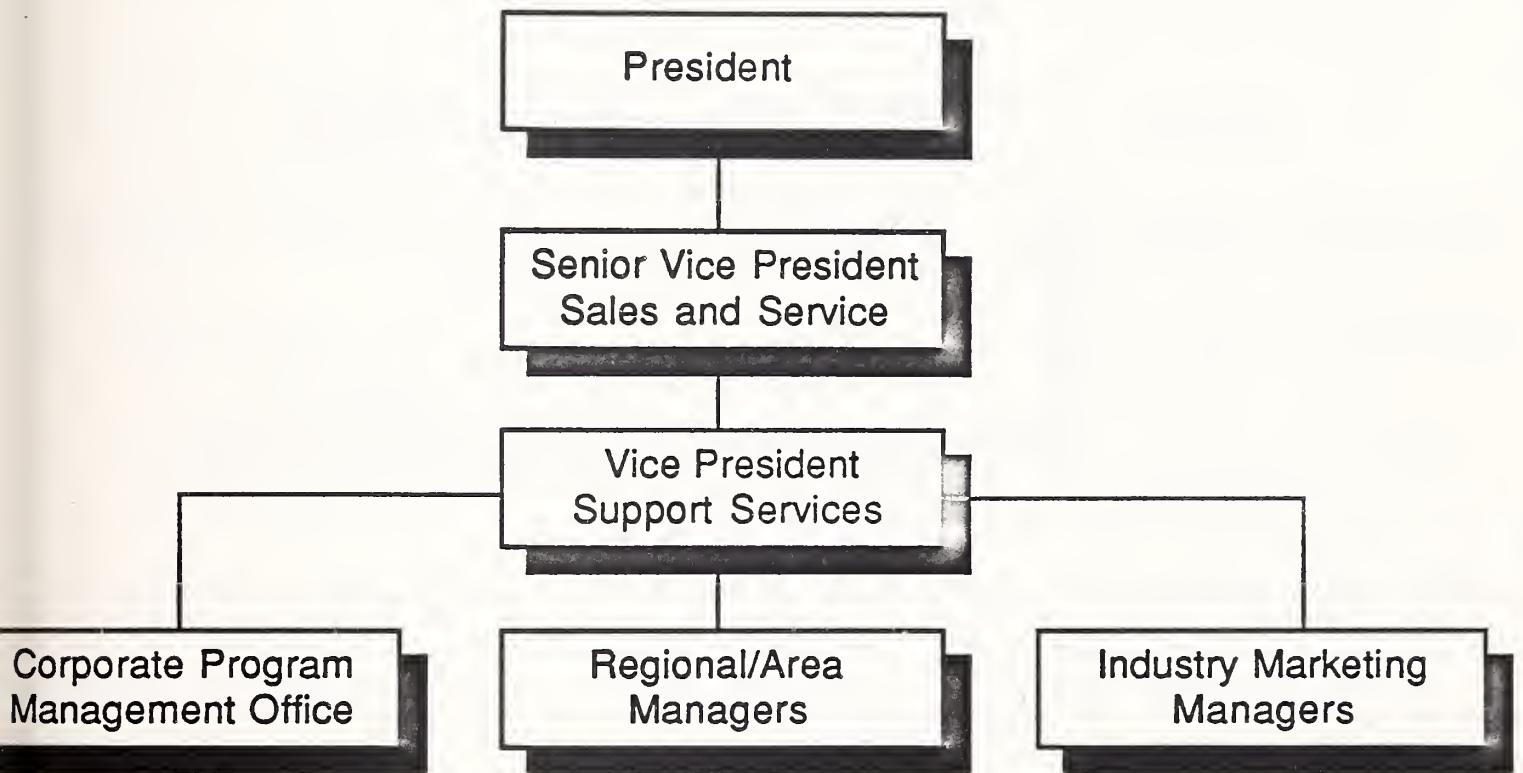 President
Senior Vice President
Sales and Service
Vice President
Support Services
Corporate Program
Management Office
Regional/Area
Managers
Industry Marketing
Managers